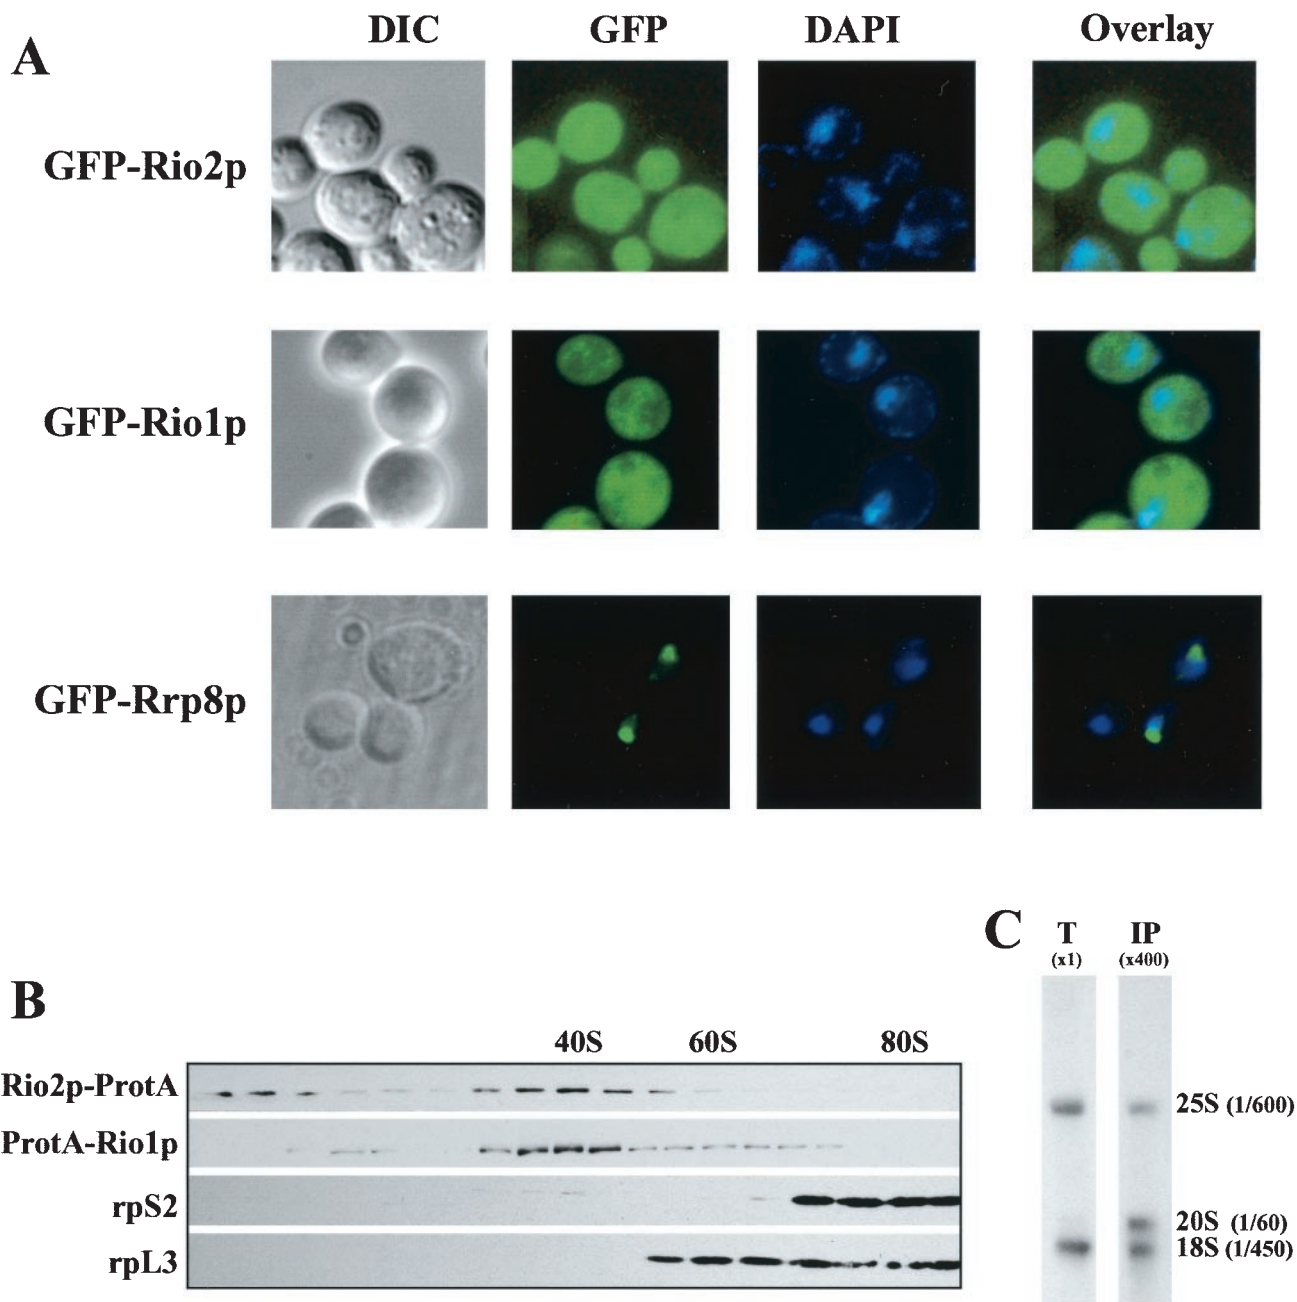 A
DIC GFP DAPI Overlay
GFP-Rio2p
GFP-Rio1p
GFP-Rrp8p
C T IP
(x1) (x400)
B
40S 60S 80S
Rio2p-ProtA
ProtA-Rio1p
rpS2
rpL3
25S (1/600)
20S (1/60)
18S (1/450)